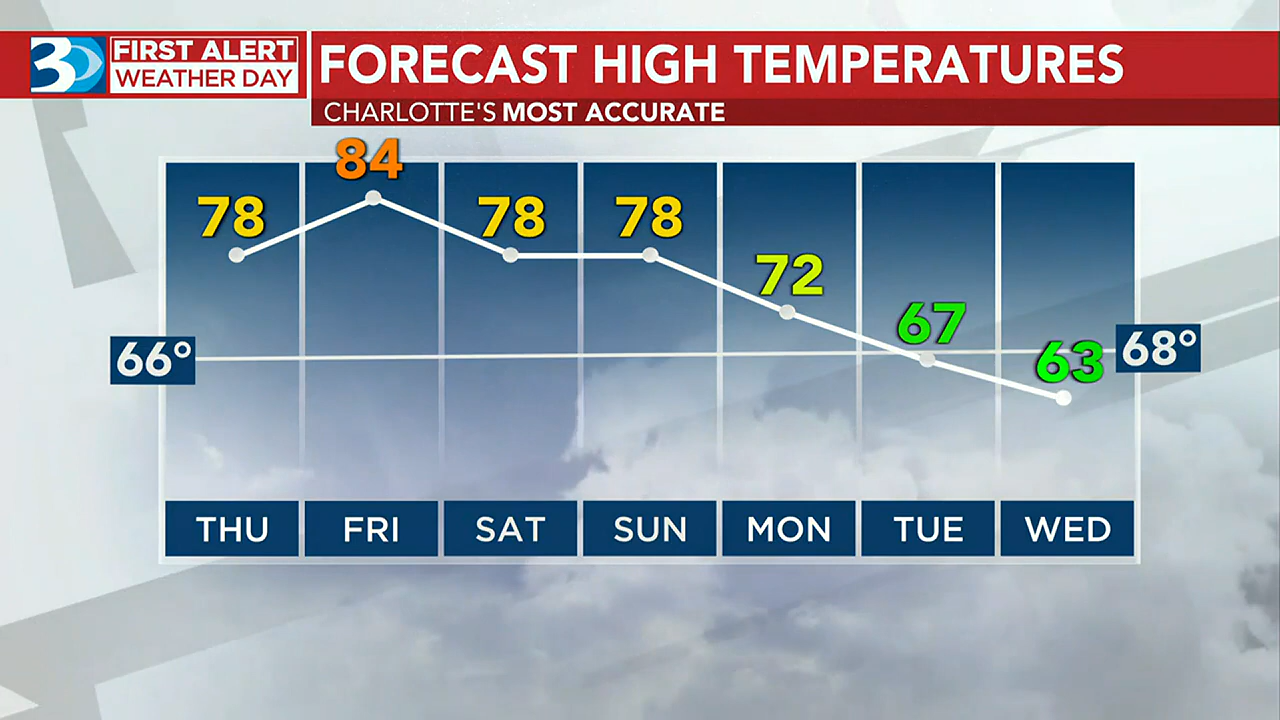 3
FIRST ALERT
WEATHER DAY
FORECAST HIGH TEMPERATURES
CHARLOTTE'S MOST ACCURATE
78 84 78 78 72 67 63
66° 68°
THU FRI SAT SUN MON TUE WED